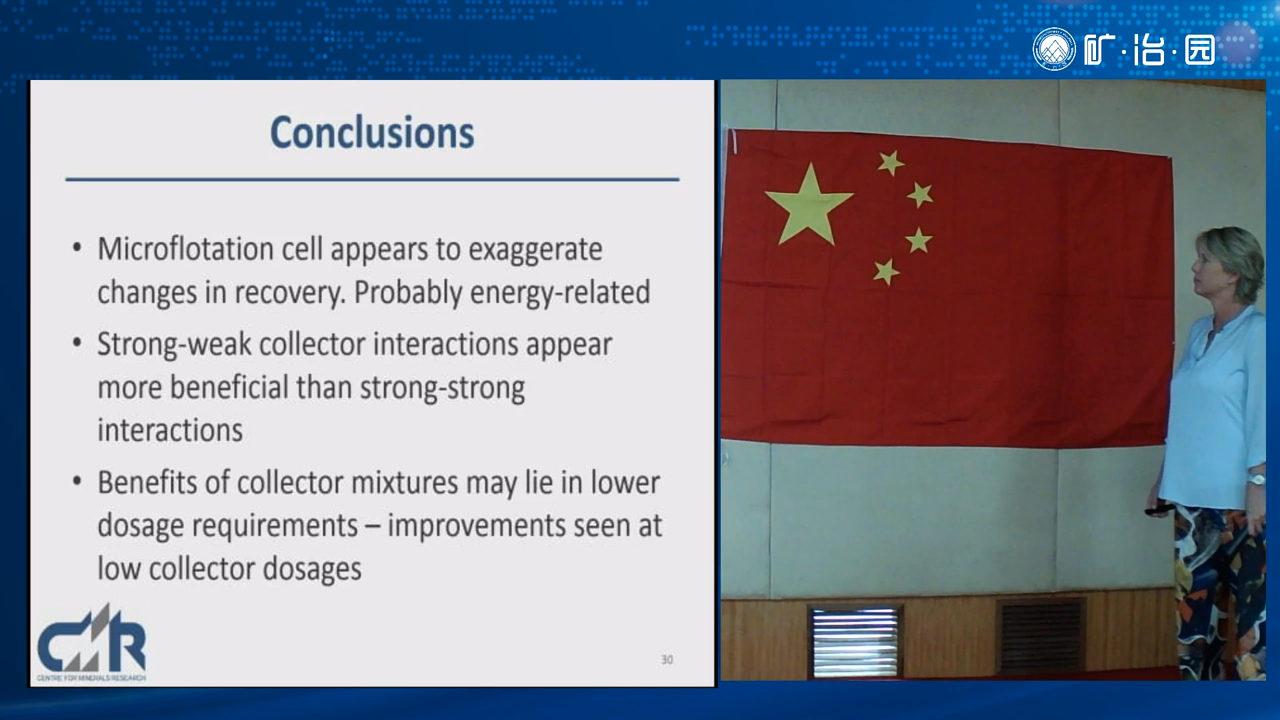 矿·冶·园
Conclusions
• Microflotation cell appears to exaggerate
changes in recovery. Probably energy-related
• Strong-weak collector interactions appear
more beneficial than strong-strong
interactions
• Benefits of collector mixtures may lie in lower
dosage requirements – improvements seen at
low collector dosages
CMR
CENTRE FOR MINERALS RESEARCH
30